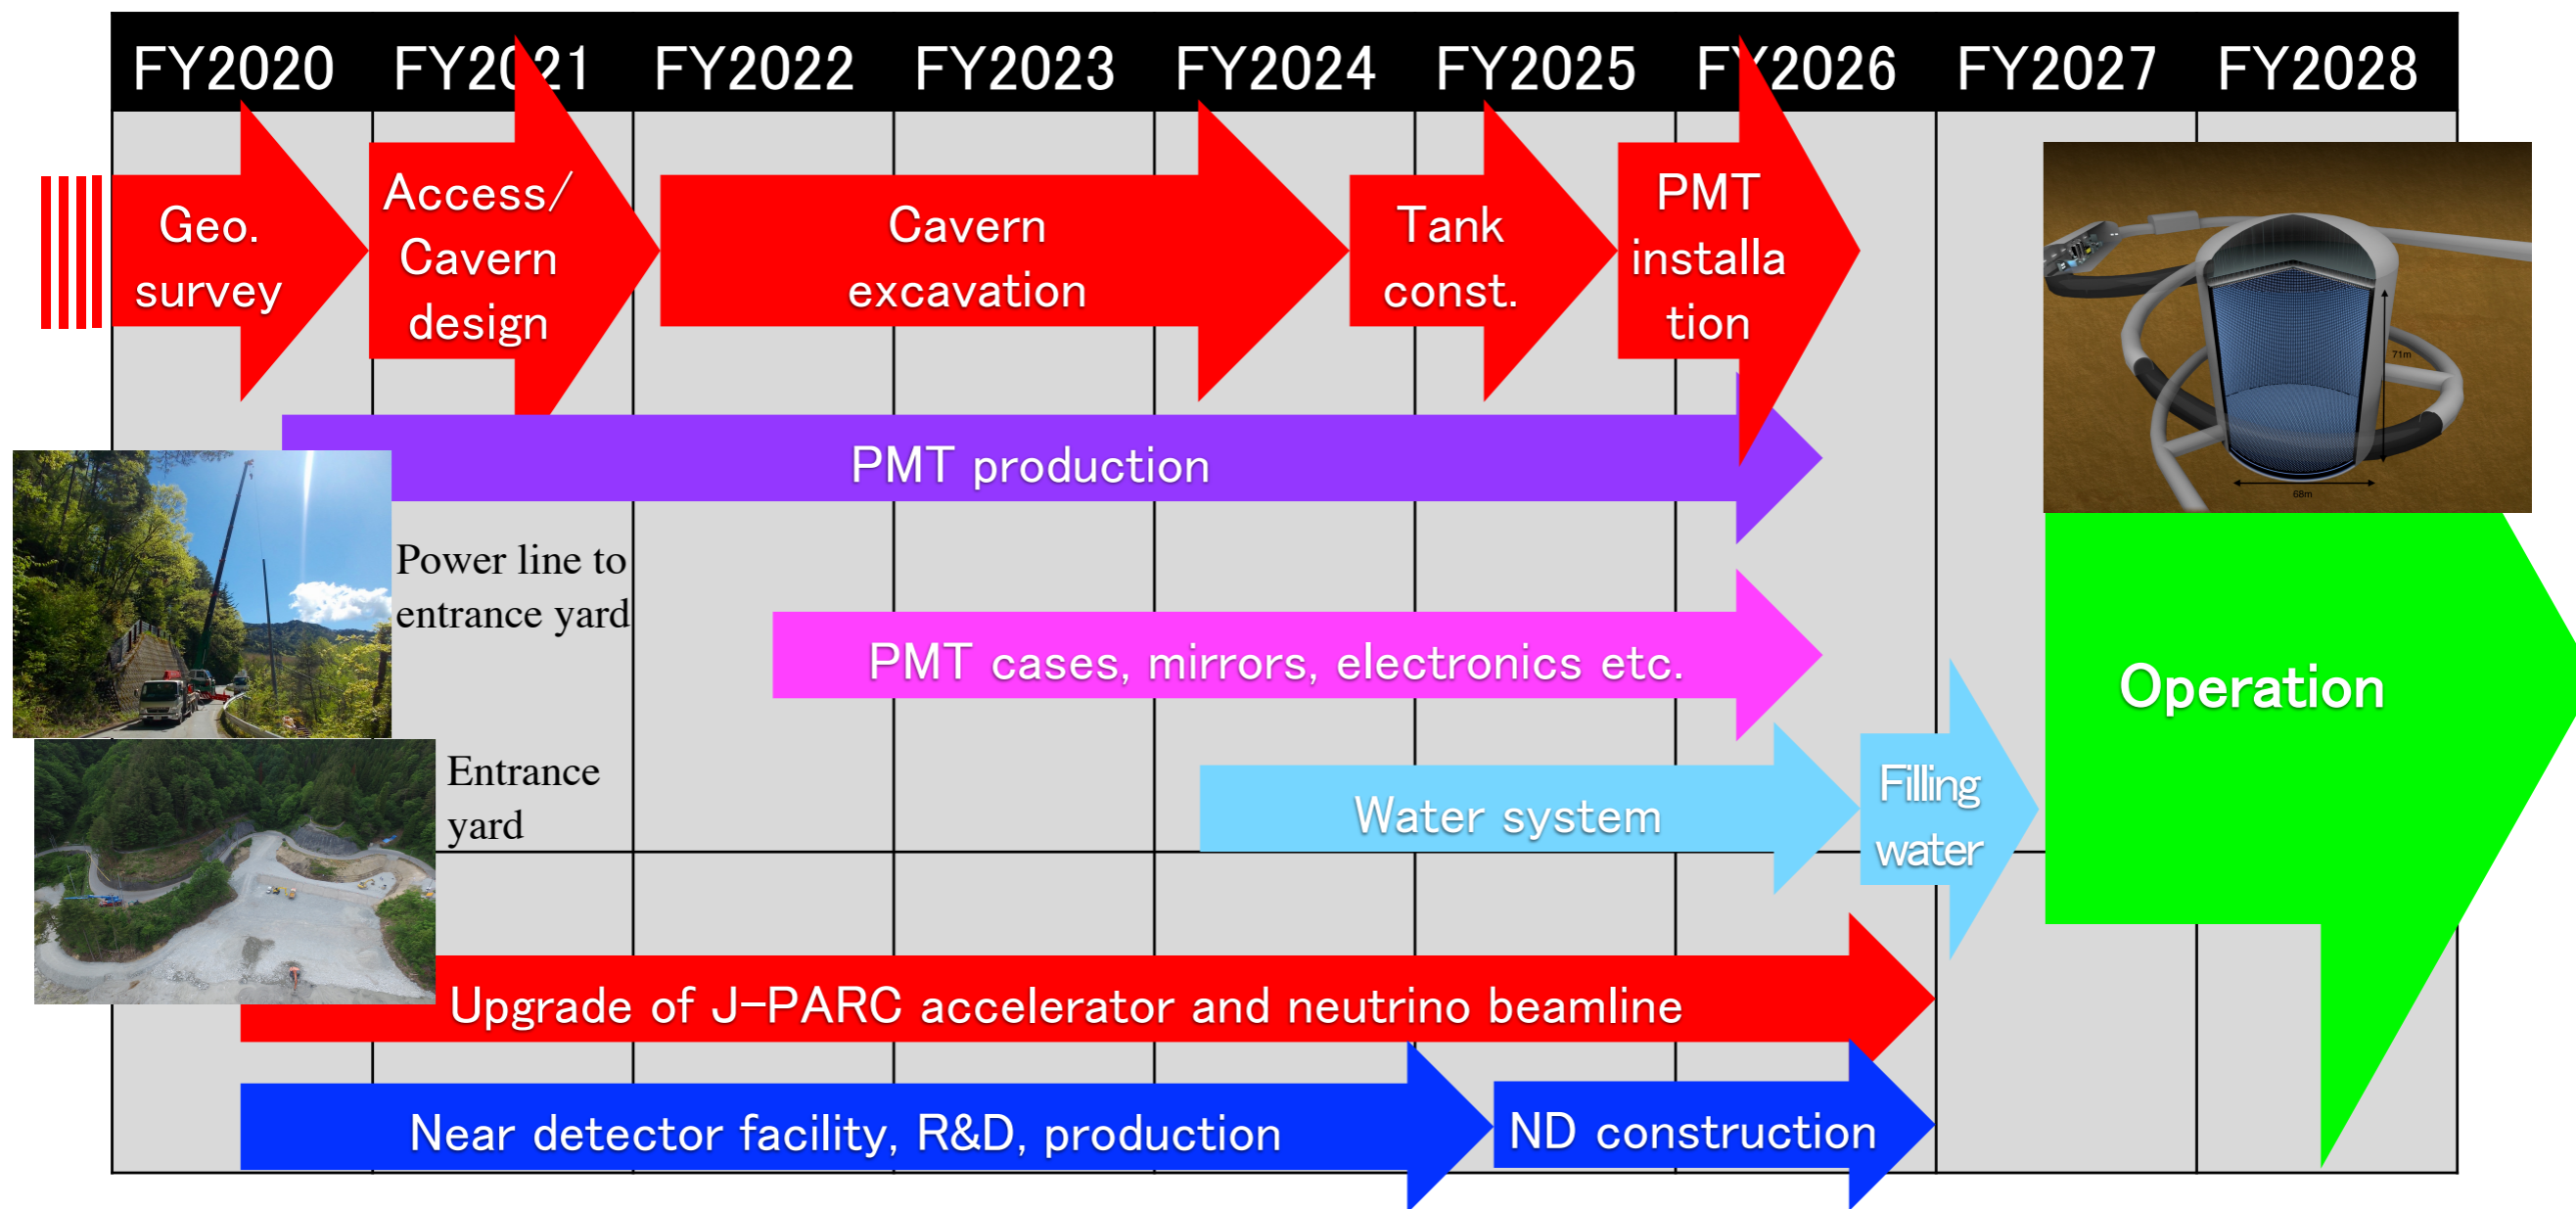 FY2020 FY2021 FY2022 FY2023 FY2024 FY2025 FY2026 FY2027 FY2028
Geo.
survey
Access/
Cavern
design
Cavern
excavation
Tank
const.
PMT
installa
tion
71m
68m
PMT production
Power line to
entrance yard
PMT cases, mirrors, electronics etc.
Operation
Entrance
yard
Water system
Filling
water
Upgrade of J-PARC accelerator and neutrino beamline
Near detector facility, R&D, production
ND construction